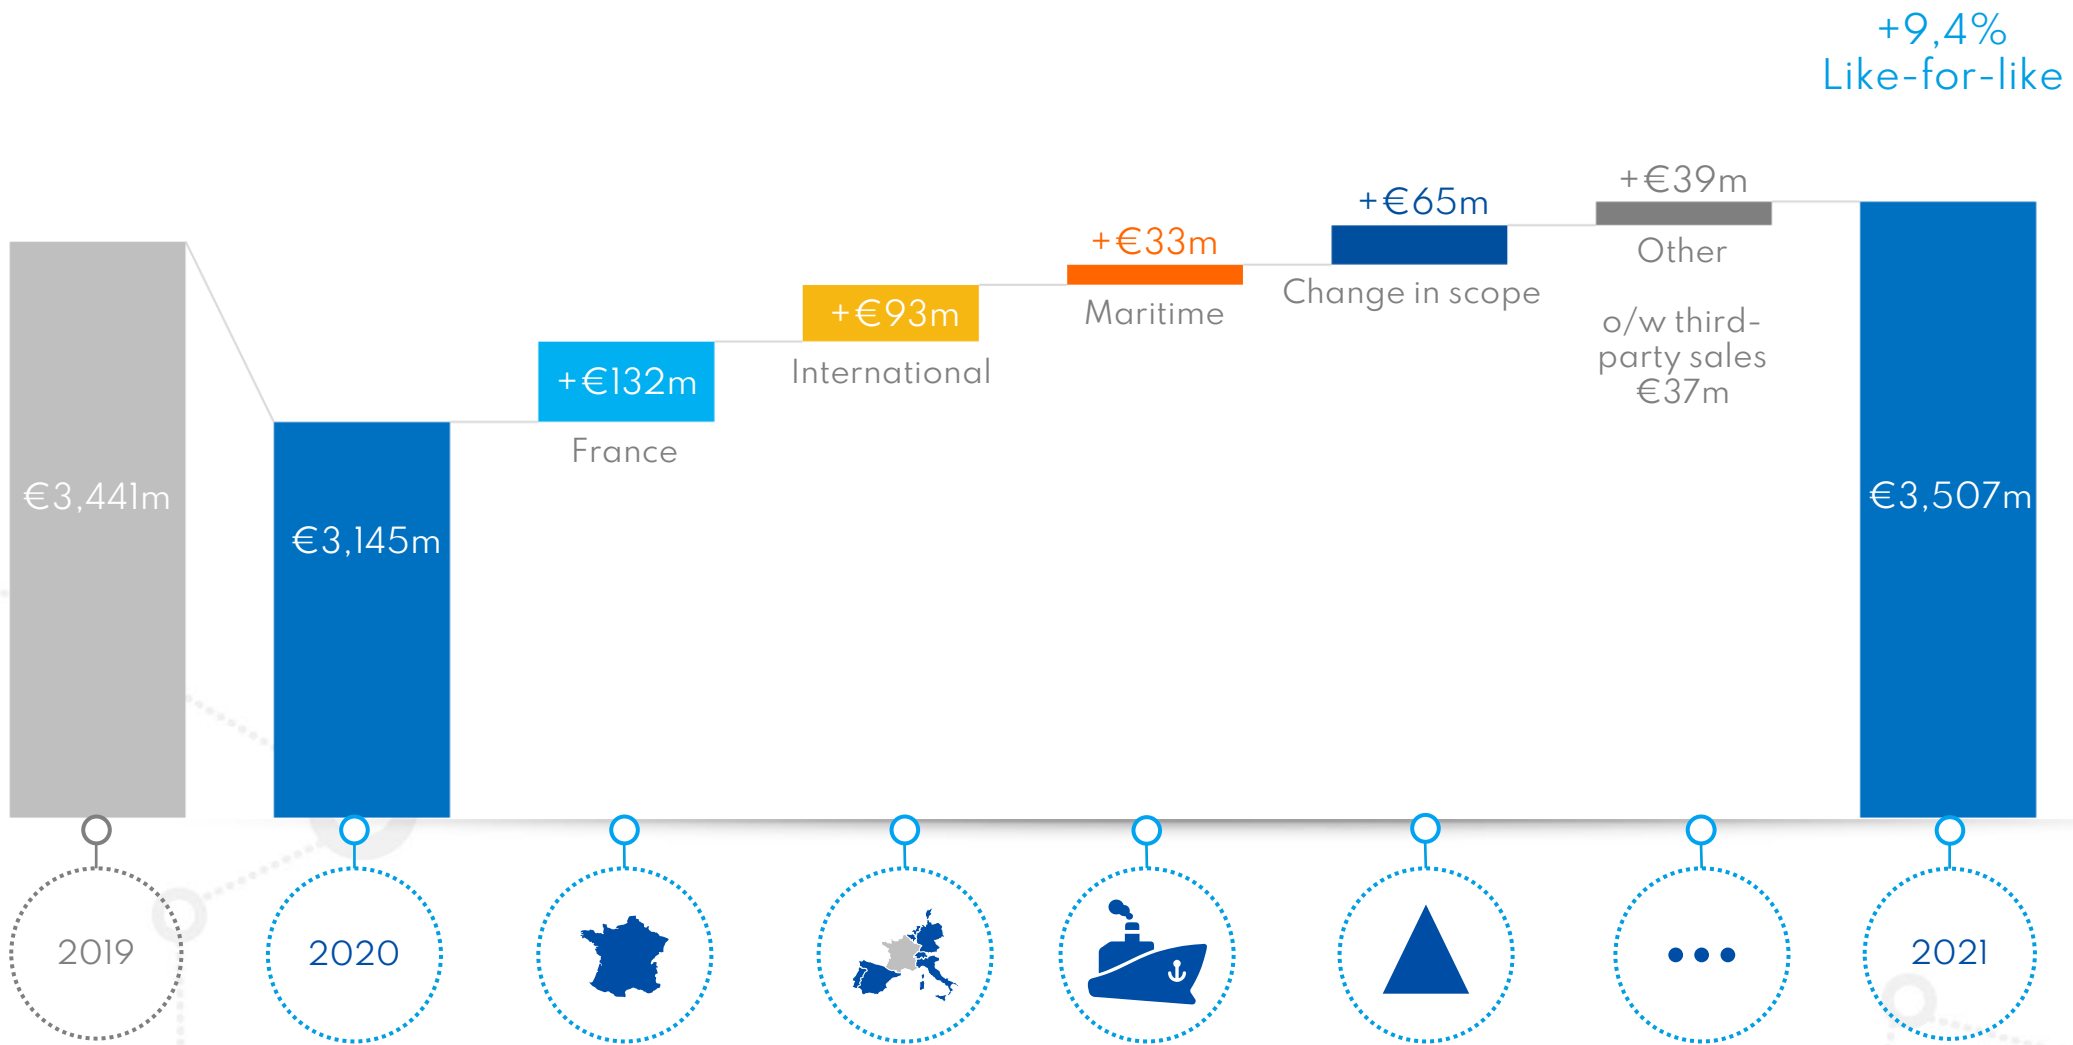 +9,4%
Like-for-like
€3,441m
€3,145m
+€132m
France
+€93m
International
+€33m
Maritime
+€65m
Change in scope
+€39m
Other
o/w third-
party sales
€37m
€3,507m
2019
2020
2021